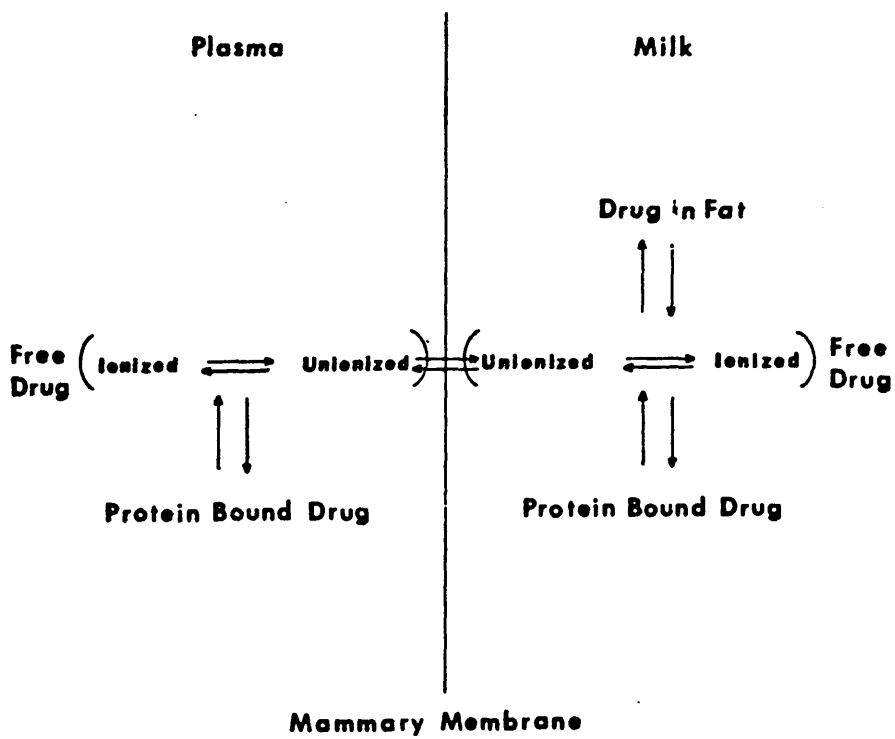 Plasma
Milk
Drug in Fat
Free Drug
(Ionized
Unionized)
(Unionized
Ionized)
Free Drug
Protein Bound Drug
Protein Bound Drug
Mammary Membrane